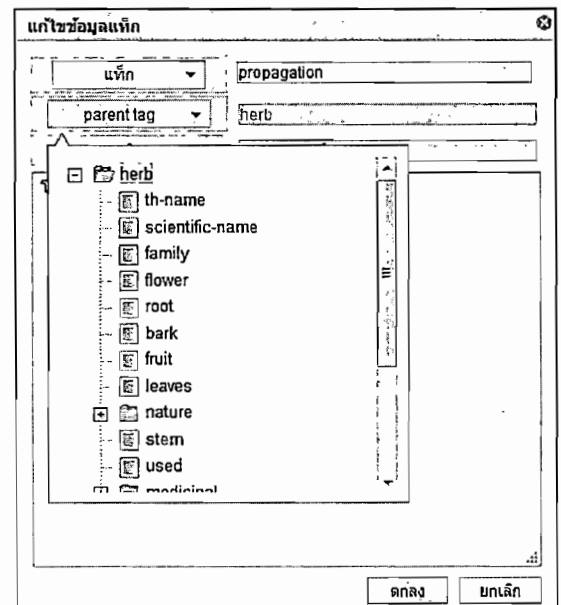 แก้ไขข้อมูลแท็ก
แท็ก propagation
parent tag herb
herb
th-name
scientific-name
family
flower
root
bark
fruit
leaves
nature
stem
used
medicinal
ตกลง ยกเลิก